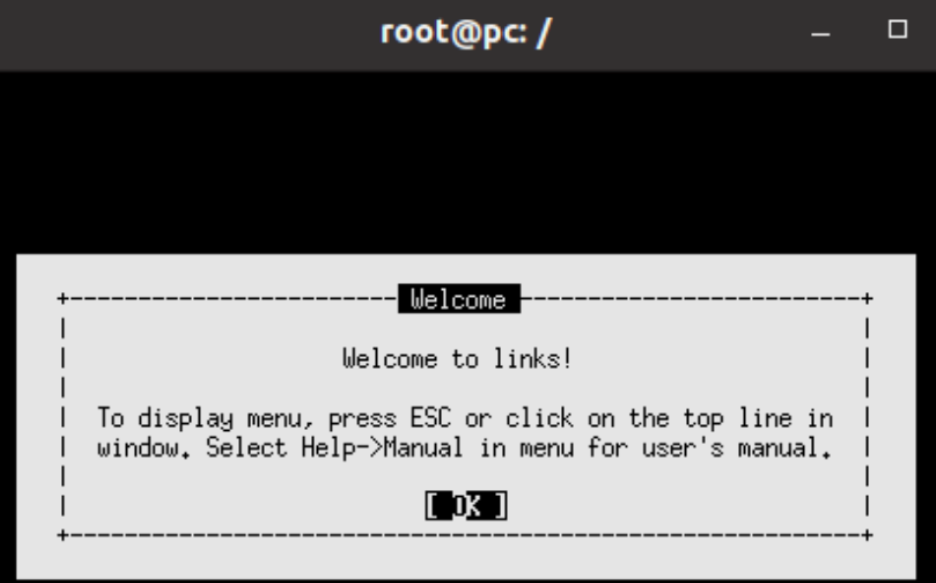 root@pc: /
Welcome
Welcome to links!
To display menu, press ESC or click on the top line in
window. Select Help->Manual in menu for user's manual.
[ OK ]